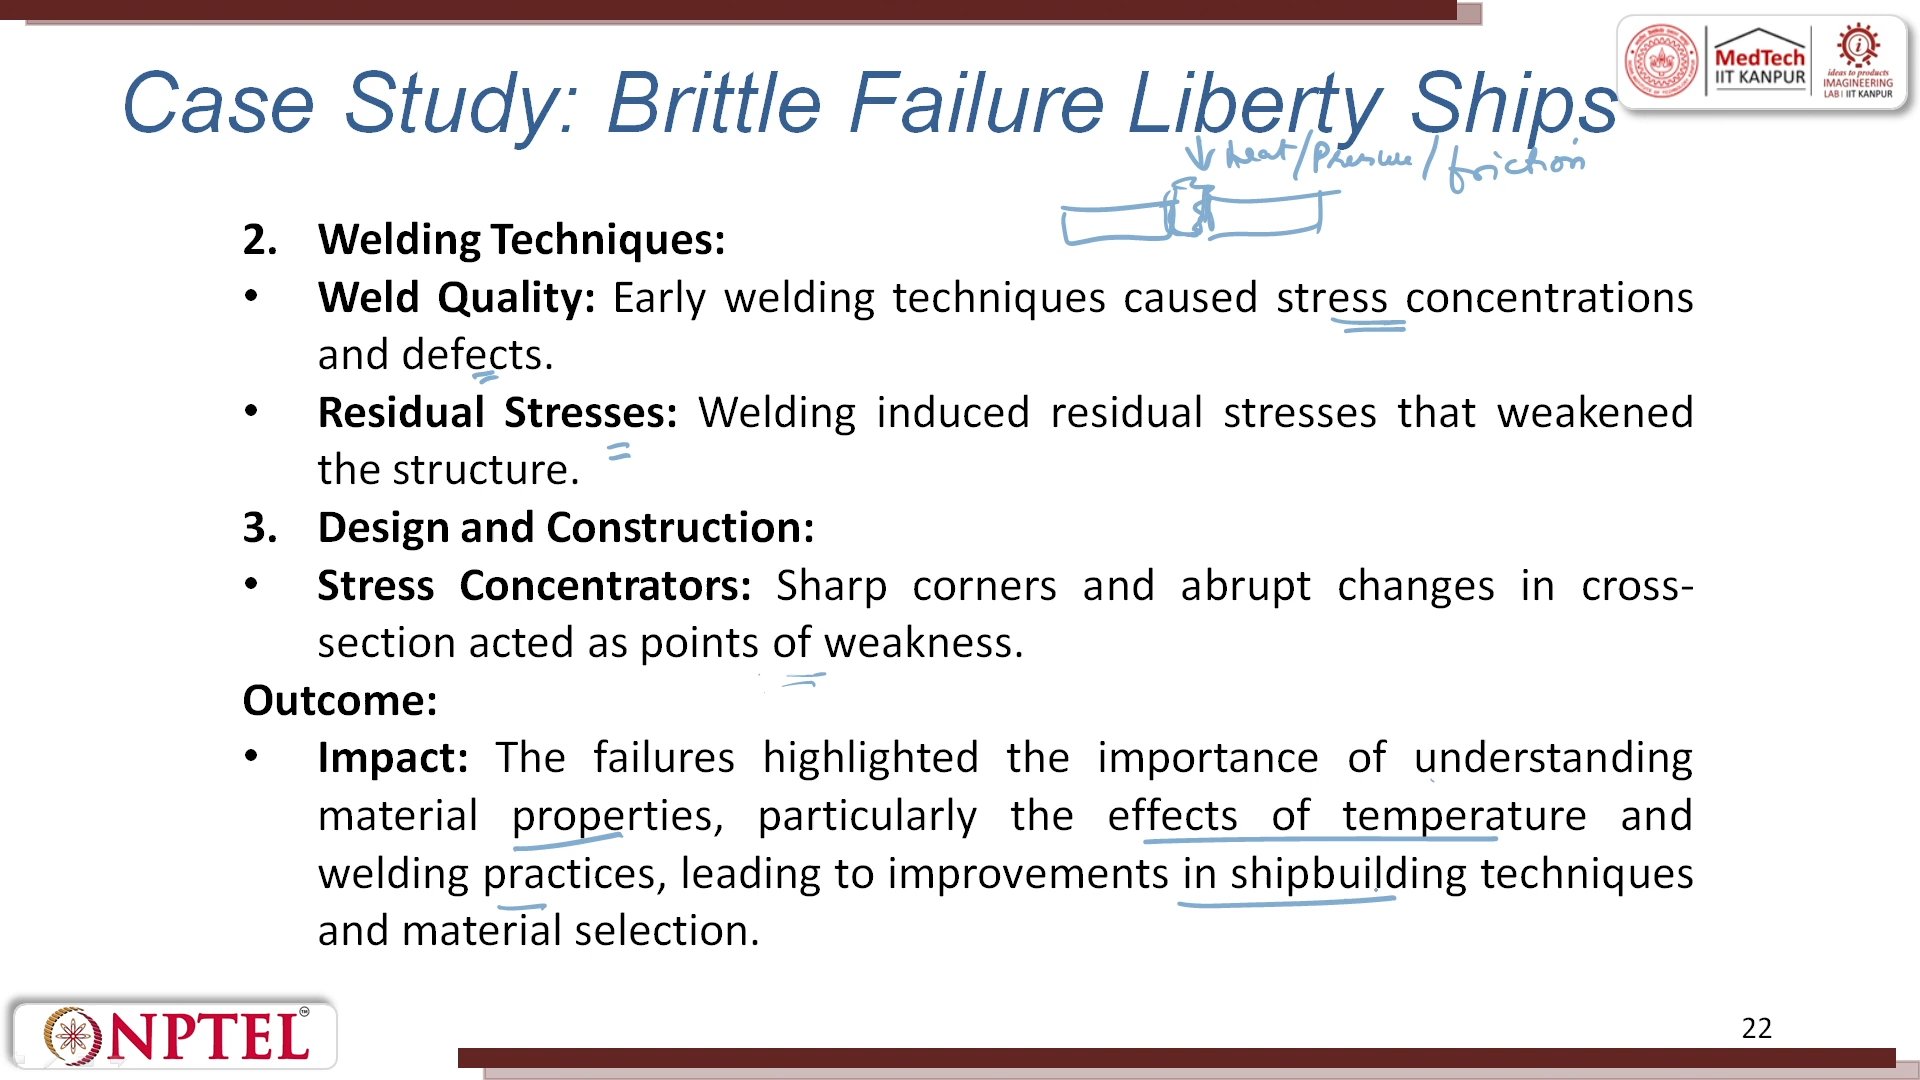 Case Study: Brittle Failure Liberty Ships
MedTech
IIT KANPUR
ideas to products
IMAGINEERING
LAB | IIT KANPUR
heat/Pressure/friction
2. Welding Techniques:
• Weld Quality: Early welding techniques caused stress concentrations
and defects.
• Residual Stresses: Welding induced residual stresses that weakened
the structure.
3. Design and Construction:
• Stress Concentrators: Sharp corners and abrupt changes in cross-
section acted as points of weakness.
Outcome:
• Impact: The failures highlighted the importance of understanding
material properties, particularly the effects of temperature and
welding practices, leading to improvements in shipbuilding techniques
and material selection.
NPTEL™
22